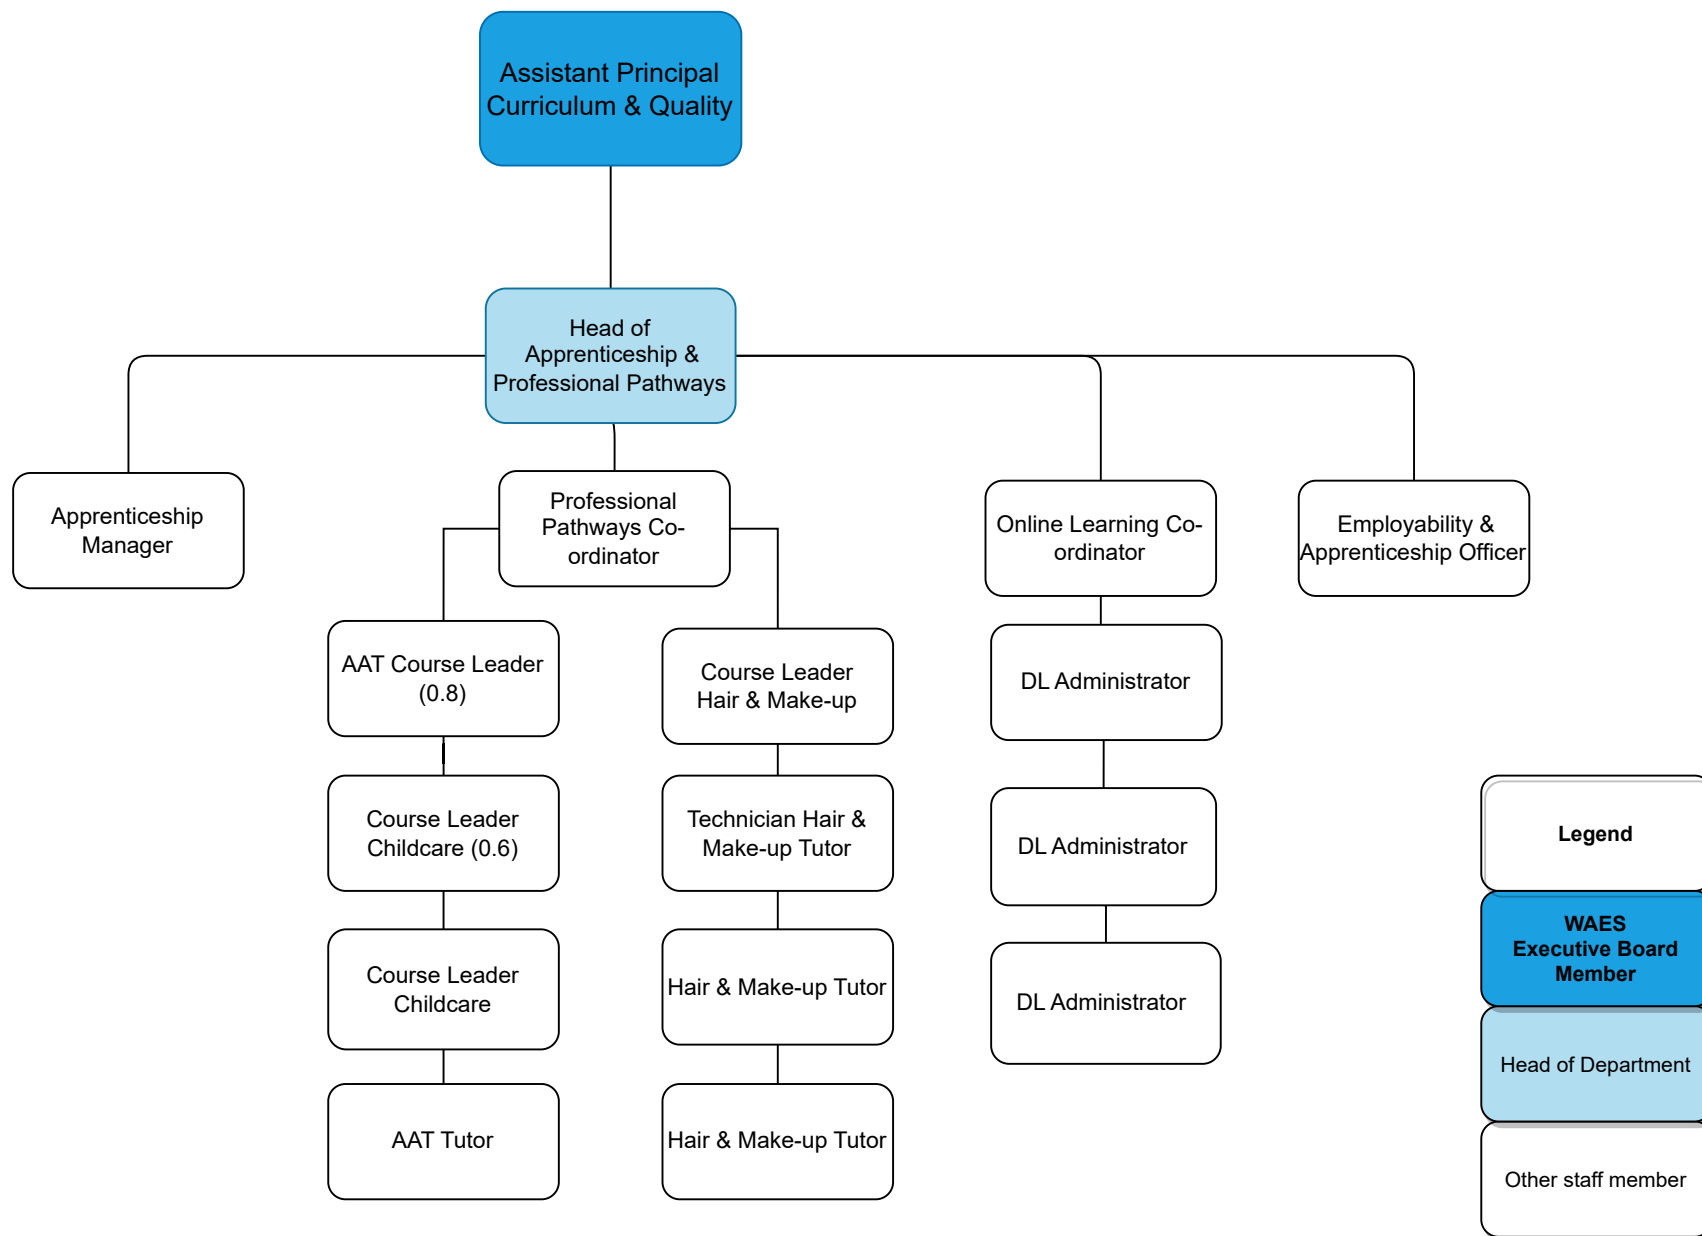 Assistant Principal
Curriculum & Quality
Head of
Apprenticeship &
Professional Pathways
Apprenticeship
Manager
Professional
Pathways Co-
ordinator
Online Learning Co-
ordinator
Employability &
Apprenticeship Officer
AAT Course Leader
(0.8)
Course Leader
Hair & Make-up
DL Administrator
Course Leader
Childcare (0.6)
Technician Hair &
Make-up Tutor
DL Administrator
Course Leader
Childcare
Hair & Make-up Tutor
DL Administrator
AAT Tutor
Hair & Make-up Tutor
Legend
WAES
Executive Board
Member
Head of Department
Other staff member